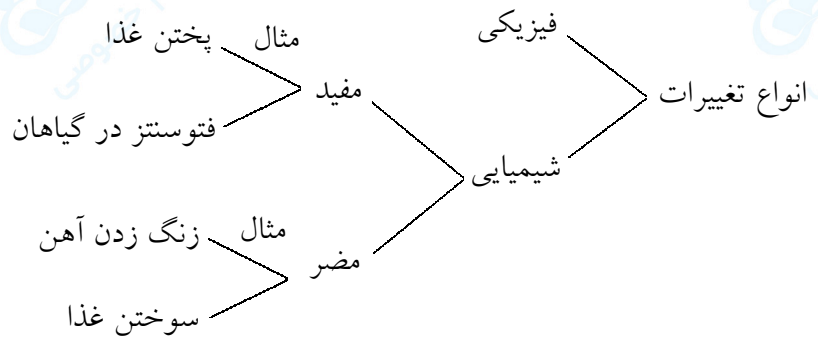 انواع تغییرات
فیزیکی
شیمیایی
مفید
مثال
پختن غذا
فتوسنتز در گیاهان
مضر
مثال
زنگ زدن آهن
سوختن غذا